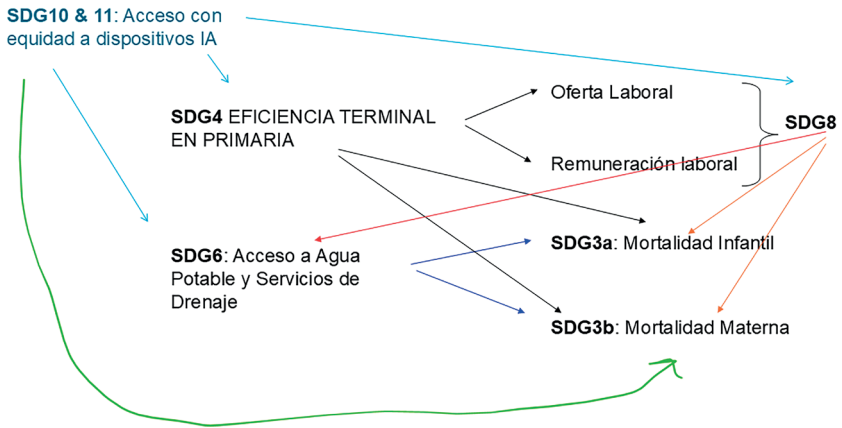 SDG10 & 11: Acceso con
equidad a dispositivos IA
SDG4 EFICIENCIA TERMINAL
EN PRIMARIA
Oferta Laboral
Remuneración laboral
SDG8
SDG6: Acceso a Agua
Potable y Servicios de
Drenaje
SDG3a: Mortalidad Infantil
SDG3b: Mortalidad Materna